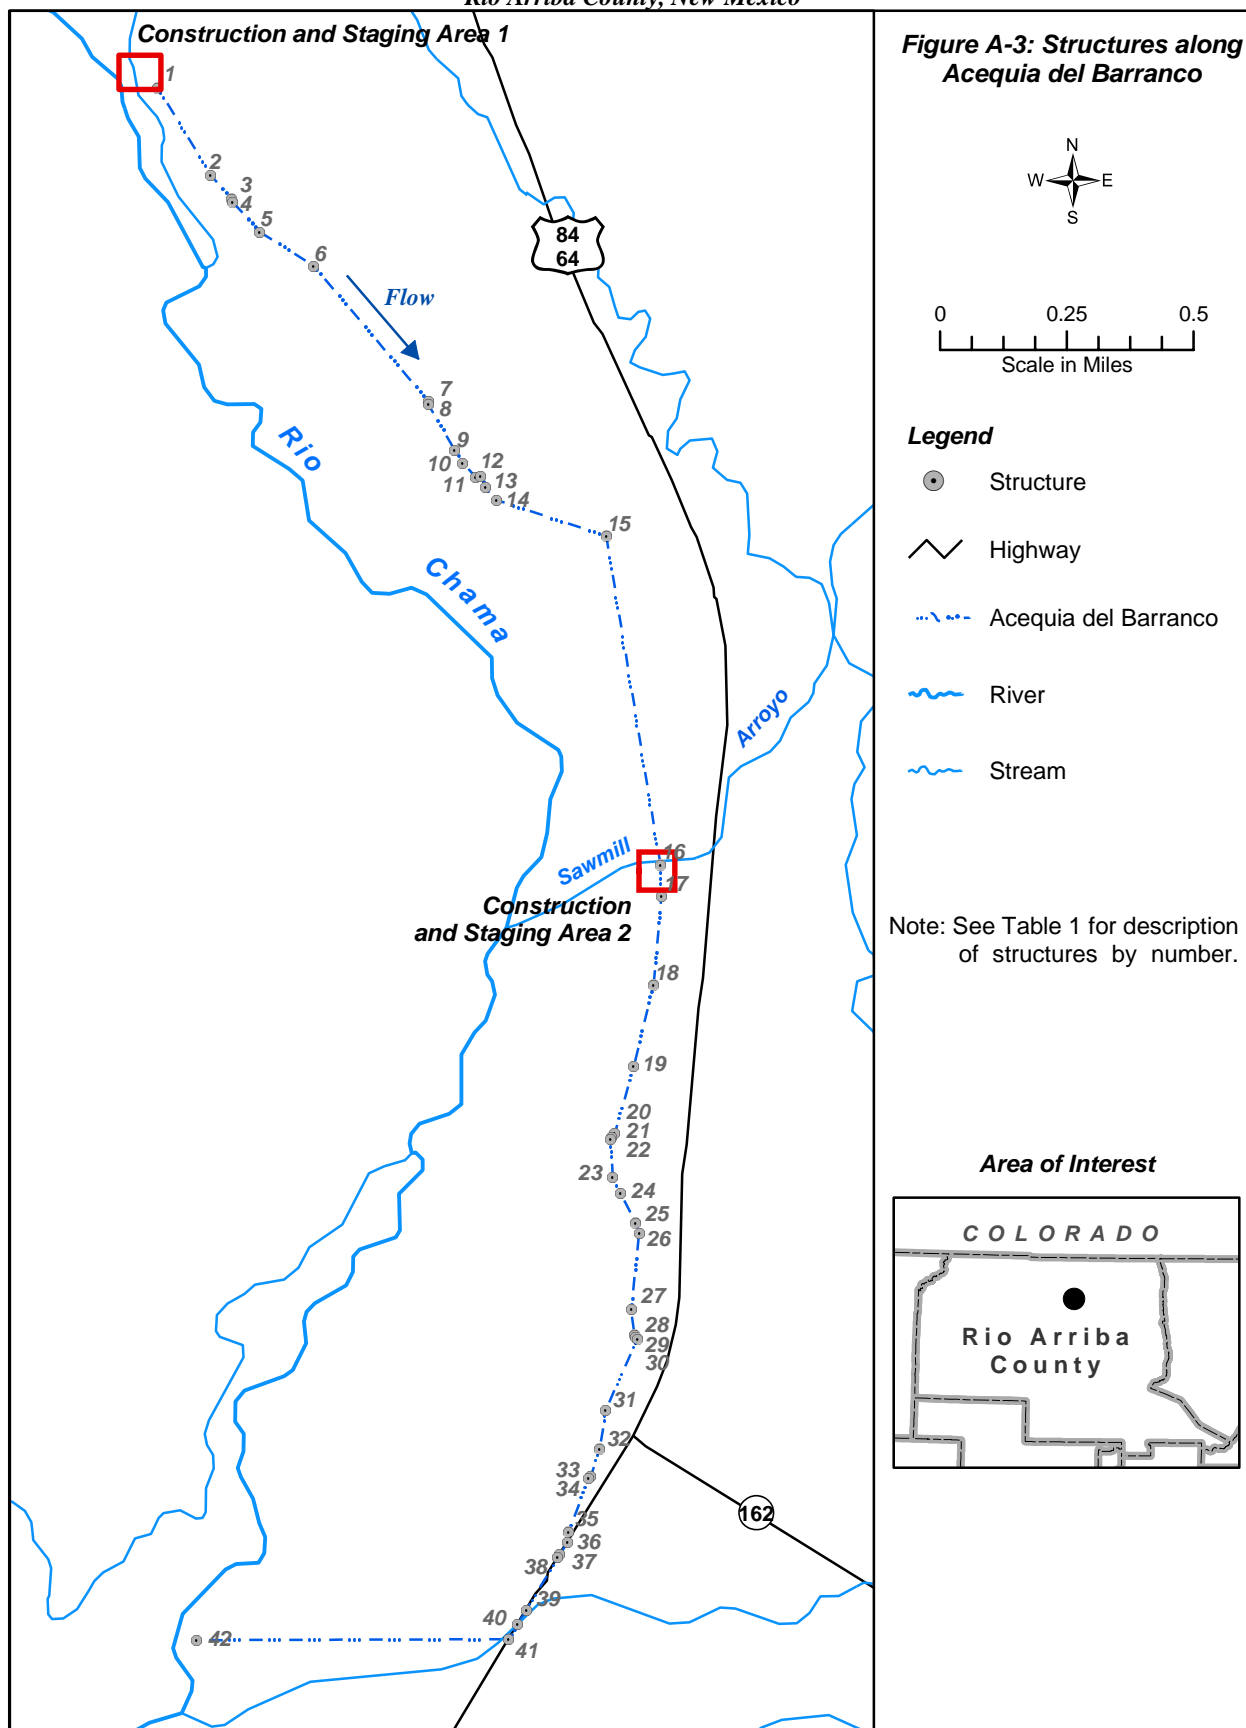 Rio Arriba County, New Mexico
Construction and Staging Area 1
Figure A-3: Structures along
Acequia del Barranco
1
2
3
4
5
6
Flow
84
64
7
8
9
10
12
11
13
14
15
Rio
Chama
Arroyo
Sawmill
16
17
Construction
and Staging Area 2
18
19
20
21
22
23
24
25
26
27
28
29
30
31
32
33
34
35
36
37
38
39
40
41
42
162
N
W
E
S
0
0.25
0.5
Scale in Miles
Legend
Structure
Highway
Acequia del Barranco
River
Stream
Note: See Table 1 for description
of structures by number.
Area of Interest
COLORADO
Rio Arriba
County